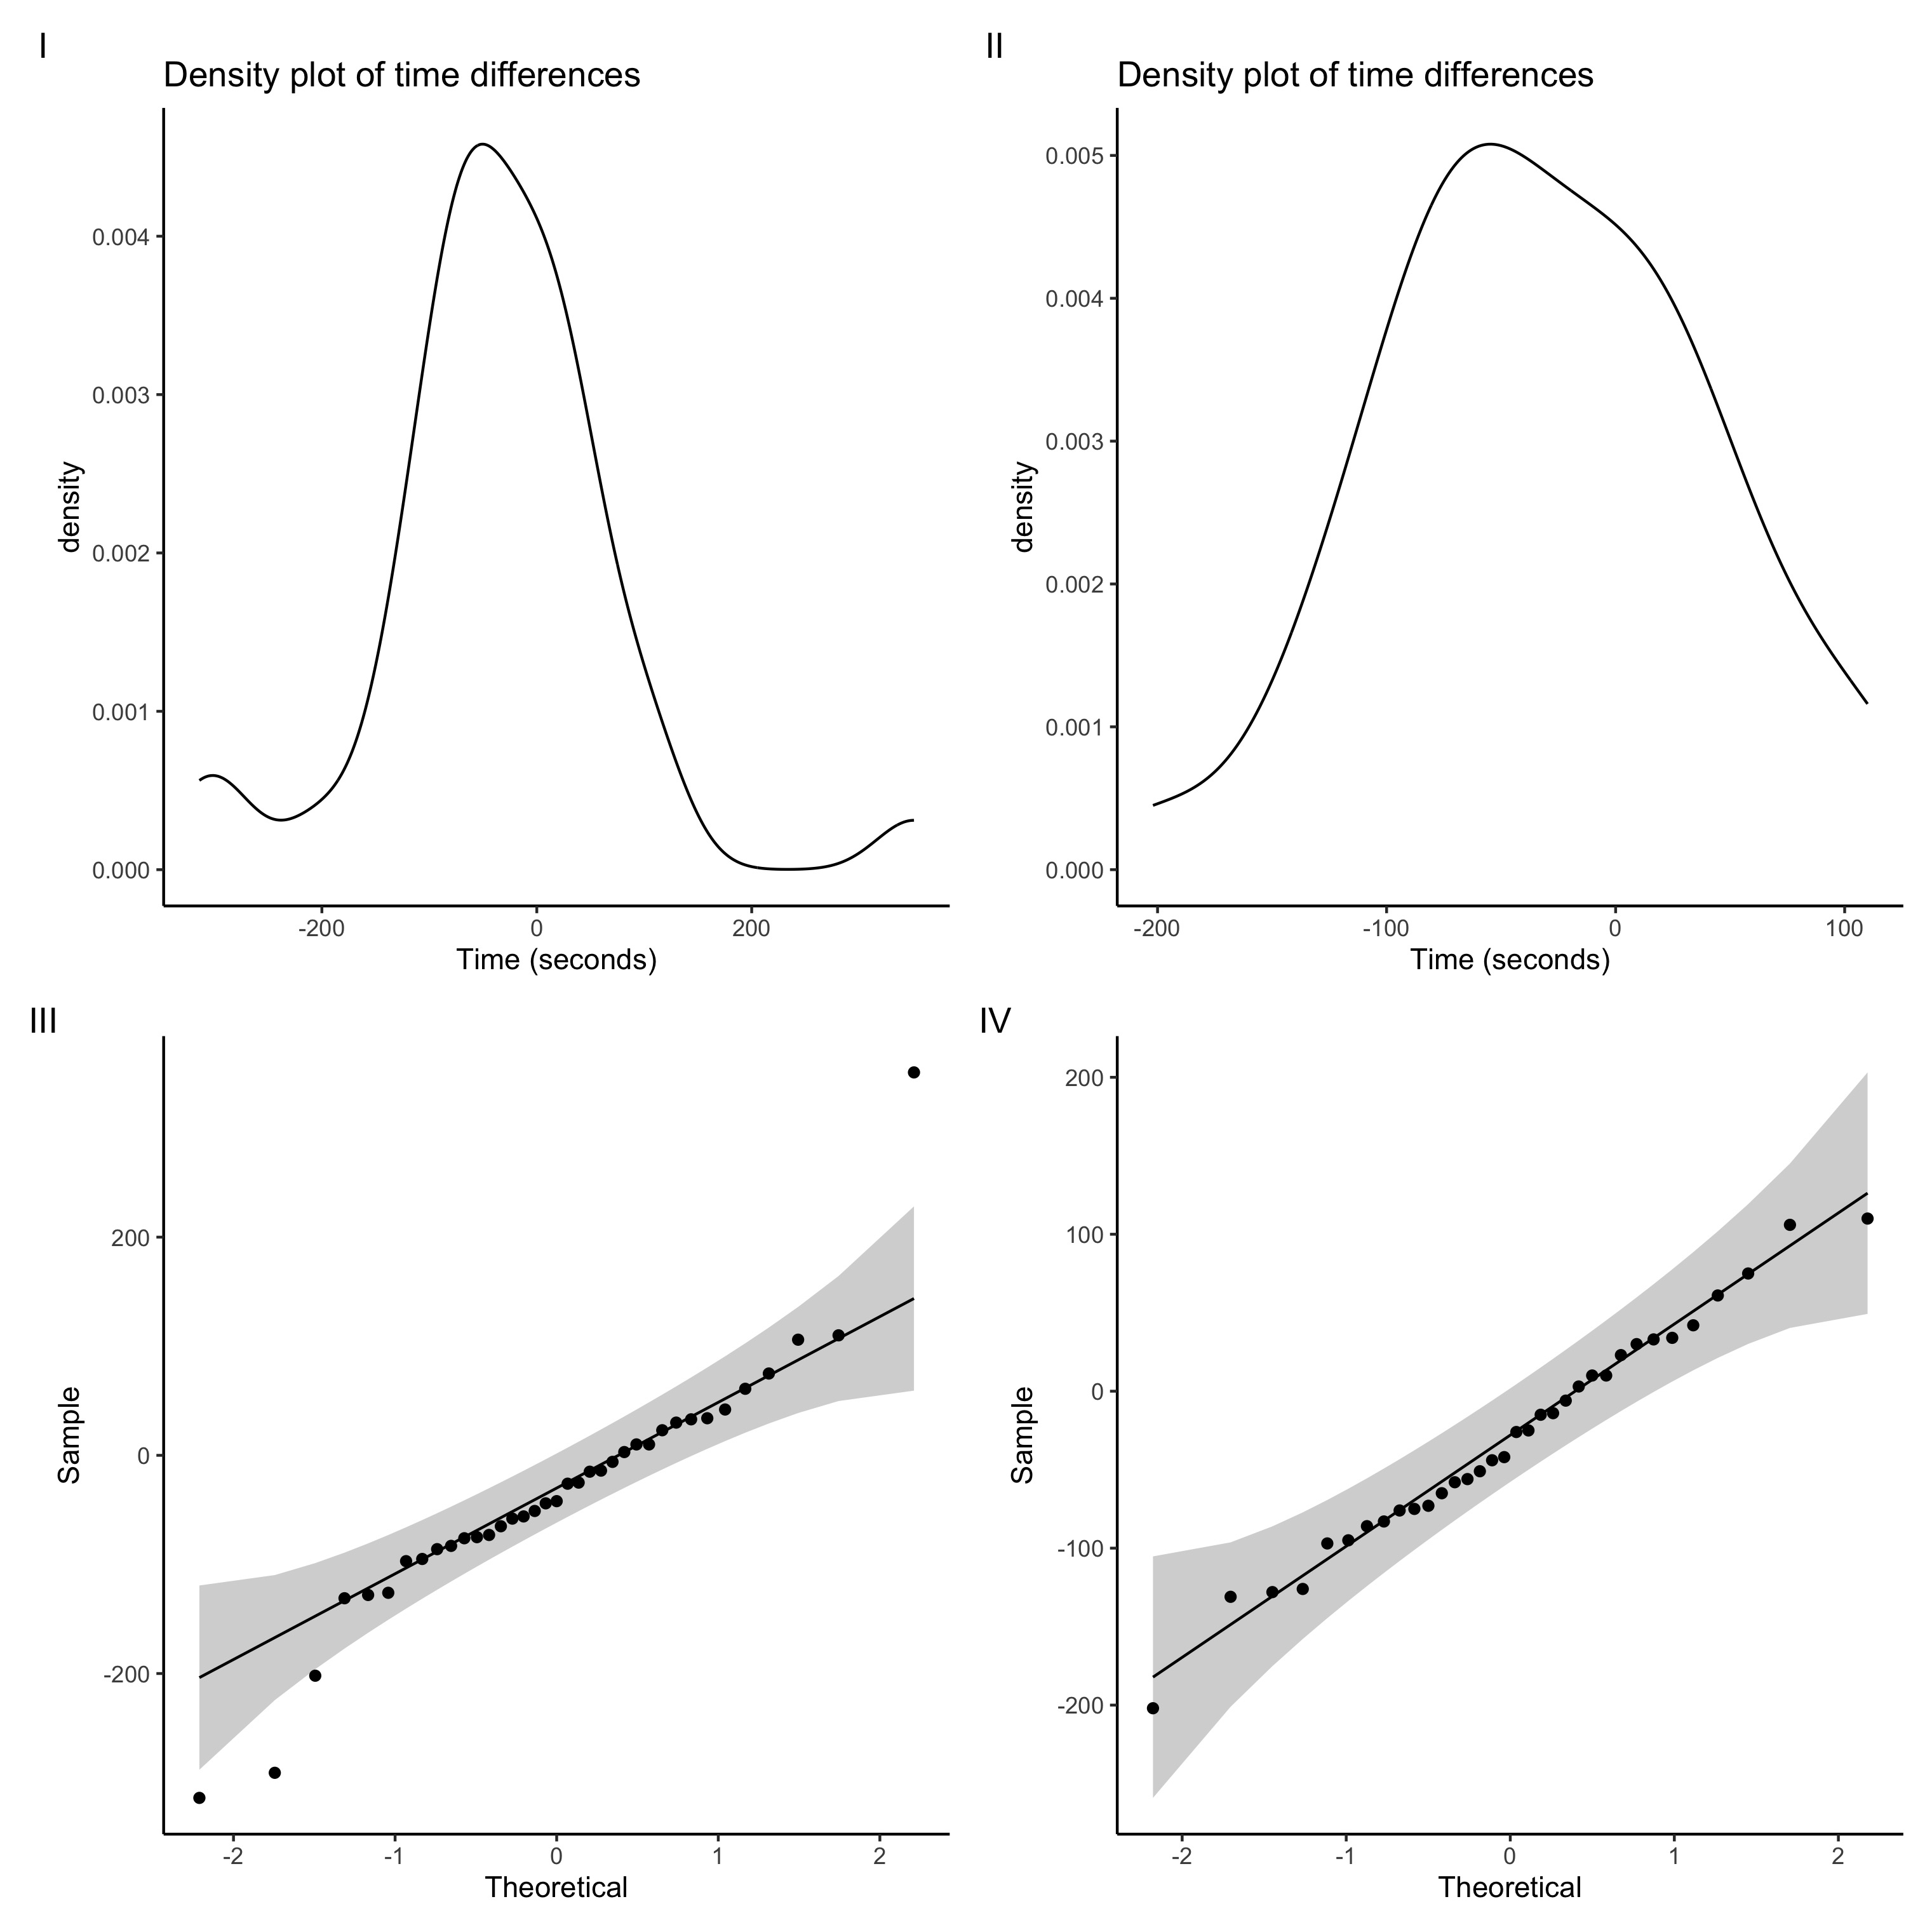 I
Density plot of time differences
density
0.004
0.003
0.002
0.001
0.000
-200 0 200
Time (seconds)
II
Density plot of time differences
density
0.005
0.004
0.003
0.002
0.001
0.000
-200 -100 0 100
Time (seconds)
III
Sample
200
0
-200
-2 -1 0 1 2
Theoretical
IV
Sample
200
100
0
-100
-200
-2 -1 0 1 2
Theoretical